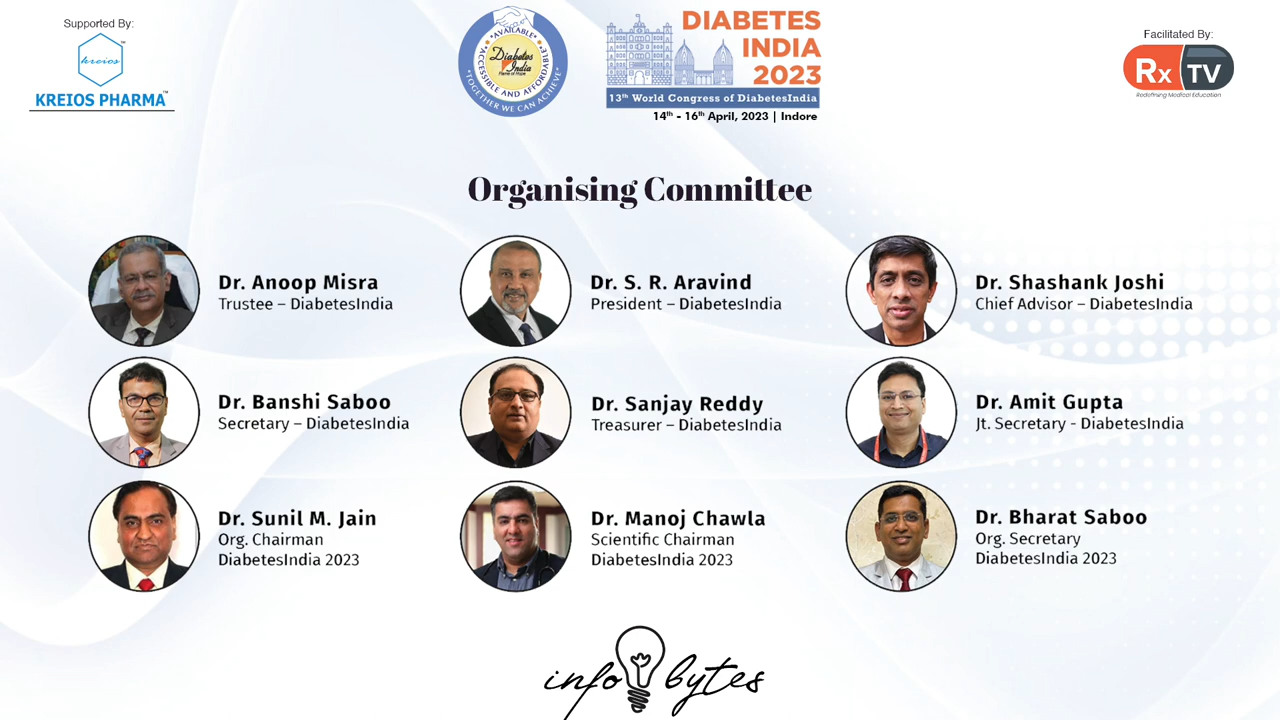 Supported By:
kreios
KREIOS PHARMA™
AVAILABLE
ACCESSIBLE AND AFFORDABLE
Diabetes
India
Flame of Hope
"TOGETHER WE CAN ACHIEVE"
DIABETES
INDIA
2023
13th World Congress of DiabetesIndia
14th - 16th April, 2023 | Indore
Facilitated By:
Rx TV
Redefining Medical Education
Organising Committee
Dr. Anoop Misra
Trustee – DiabetesIndia
Dr. S. R. Aravind
President – DiabetesIndia
Dr. Shashank Joshi
Chief Advisor – DiabetesIndia
Dr. Banshi Saboo
Secretary – DiabetesIndia
Dr. Sanjay Reddy
Treasurer – DiabetesIndia
Dr. Amit Gupta
Jt. Secretary - DiabetesIndia
Dr. Sunil M. Jain
Org. Chairman
DiabetesIndia 2023
Dr. Manoj Chawla
Scientific Chairman
DiabetesIndia 2023
Dr. Bharat Saboo
Org. Secretary
DiabetesIndia 2023
info bytes